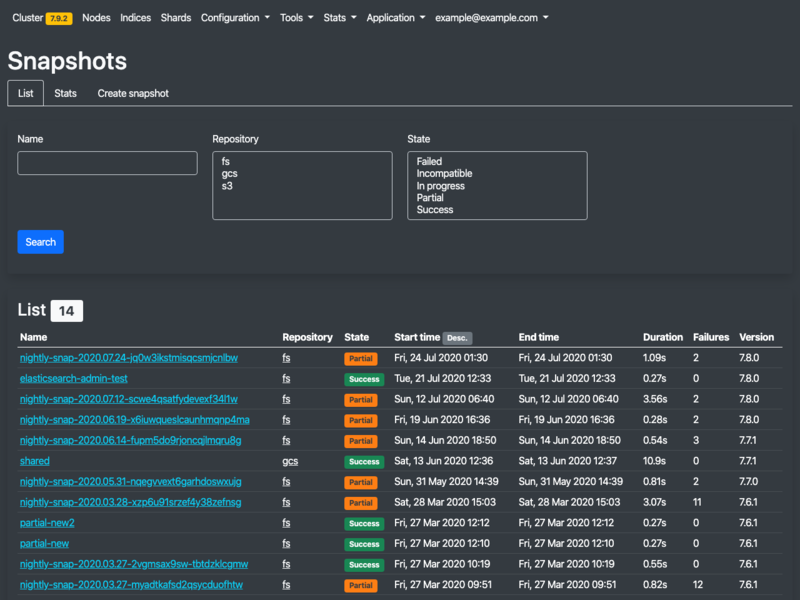 Cluster 7.9.2 Nodes Indices Shards Configuration Tools Stats Application example@example.com
Snapshots
List Stats Create snapshot
Name Repository State
fs Failed
gcs Incompatible
s3 In progress
Partial
Success
Search
List 14
Name Repository State Start time Desc. End time Duration Failures Version
nightly-snap-2020.07.24-jq0w3ikstmisqcsmjcnlbw fs Partial Fri, 24 Jul 2020 01:30 Fri, 24 Jul 2020 01:30 1.09s 2 7.8.0
elasticsearch-admin-test fs Success Tue, 21 Jul 2020 12:33 Tue, 21 Jul 2020 12:33 0.27s 0 7.8.0
nightly-snap-2020.07.12-scwe4qsatfydevexf34l1w fs Partial Sun, 12 Jul 2020 06:40 Sun, 12 Jul 2020 06:40 3.56s 2 7.8.0
nightly-snap-2020.06.19-x6iuwqueslcaunhmqnp4ma fs Partial Fri, 19 Jun 2020 16:36 Fri, 19 Jun 2020 16:36 0.28s 2 7.8.0
nightly-snap-2020.06.14-fupm5do9rioncqjlmqru8g fs Partial Sun, 14 Jun 2020 18:50 Sun, 14 Jun 2020 18:50 0.54s 3 7.7.1
shared gcs Success Sat, 13 Jun 2020 12:36 Sat, 13 Jun 2020 12:37 10.9s 0 7.7.1
nightly-snap-2020.05.31-nqegvvext6garhdoswxujg fs Partial Sun, 31 May 2020 14:39 Sun, 31 May 2020 14:39 0.81s 2 7.7.0
nightly-snap-2020.03.28-xzp6u91srzef4y38zefnsg fs Partial Sat, 28 Mar 2020 15:03 Sat, 28 Mar 2020 15:03 3.07s 11 7.6.1
partial-new2 fs Success Fri, 27 Mar 2020 12:12 Fri, 27 Mar 2020 12:12 0.27s 0 7.6.1
partial-new fs Success Fri, 27 Mar 2020 12:10 Fri, 27 Mar 2020 12:10 0.27s 0 7.6.1
nightly-snap-2020.03.27-2vgmsax9sw-tbtdzklcgmw fs Success Fri, 27 Mar 2020 10:19 Fri, 27 Mar 2020 10:19 0.55s 0 7.6.1
nightly-snap-2020.03.27-myadtkafsd2qsycduofhtw fs Partial Fri, 27 Mar 2020 09:51 Fri, 27 Mar 2020 09:51 0.82s 12 7.6.1